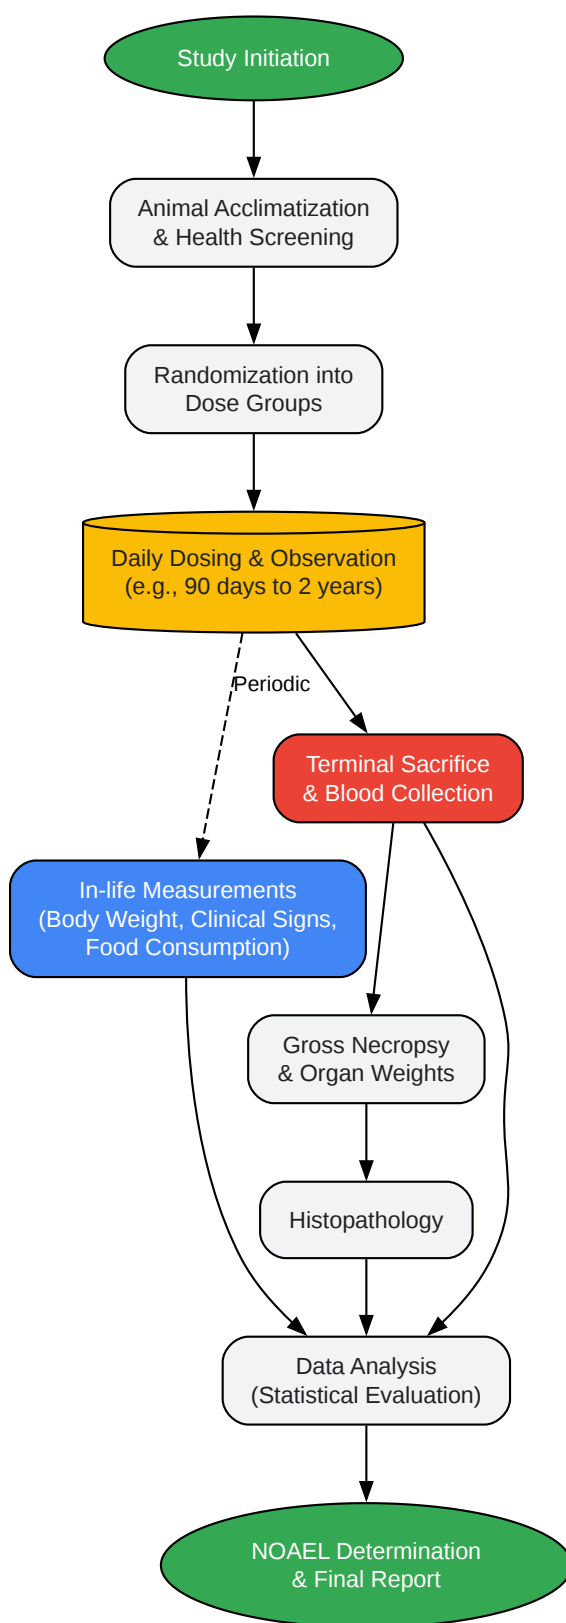 Study Initiation
Animal Acclimatization
& Health Screening
Randomization into
Dose Groups
Daily Dosing & Observation
(e.g., 90 days to 2 years)
Periodic
Terminal Sacrifice
& Blood Collection
In-life Measurements
(Body Weight, Clinical Signs,
Food Consumption)
Gross Necropsy
& Organ Weights
Histopathology
Data Analysis
(Statistical Evaluation)
NOAEL Determination
& Final Report